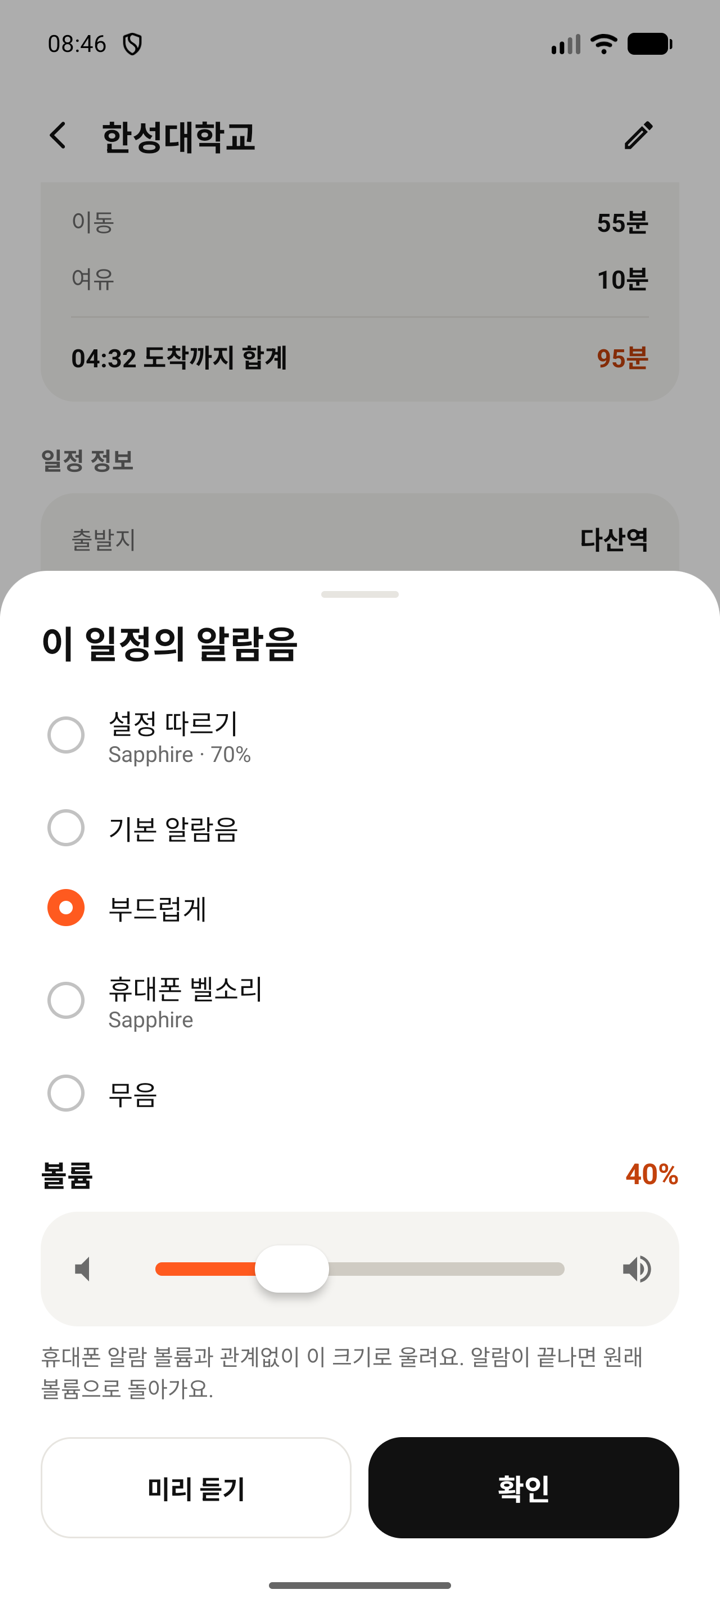 08:46
한성대학교
이동 55분
여유 10분
04:32 도착까지 합계 95분
일정 정보
출발지 다산역
이 일정의 알람음
설정 따르기
Sapphire · 70%
기본 알람음
부드럽게
휴대폰 벨소리
Sapphire
무음
볼륨 40%
휴대폰 알람 볼륨과 관계없이 이 크기로 울려요. 알람이 끝나면 원래
볼륨으로 돌아가요.
미리 듣기 확인